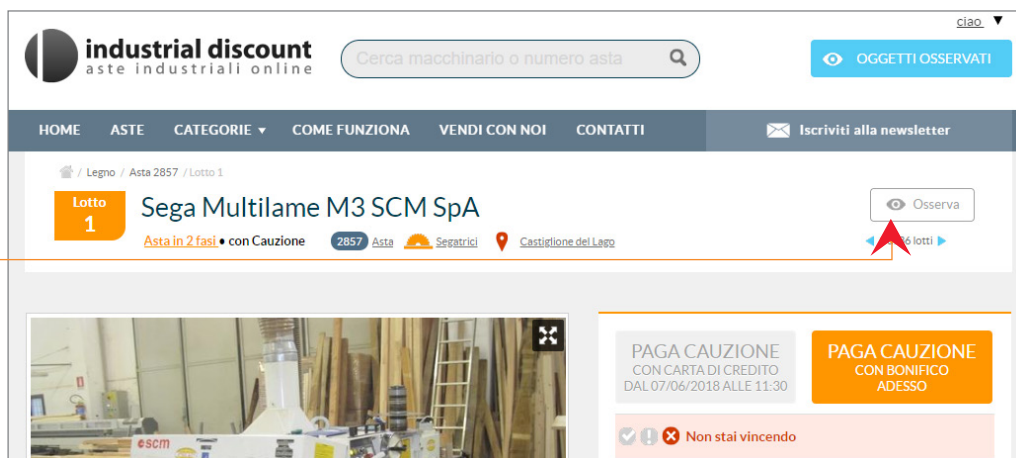 ciao ▼
industrial discount
aste industriali online
Cerca macchinario o numero asta
OGGETTI OSSERVATI
HOME ASTE CATEGORIE ▼ COME FUNZIONA VENDI CON NOI CONTATTI
Iscriviti alla newsletter
/ Legno / Asta 2857 / Lotto 1
Lotto
1
Sega Multilame M3 SCM SpA
Osserva
Asta in 2 fasi • con Cauzione 2857 Asta Segatrici Castiglione del Lago
lotti
PAGA CAUZIONE
CON CARTA DI CREDITO
DAL 07/06/2018 ALLE 11:30
PAGA CAUZIONE
CON BONIFICO
ADESSO
Non stai vincendo
scm